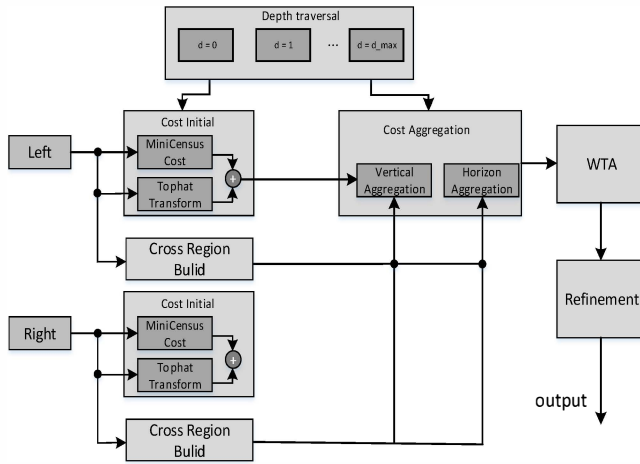 Depth traversal
d = 0
d = 1
...
d = d_max
Cost Initial
Left
MiniCensus
Cost
+
Tophat
Transform
Cross Region
Bulid
Cost Aggregation
Vertical
Aggregation
Horizon
Aggregation
WTA
Refinement
output
Cost Initial
Right
MiniCensus
Cost
+
Tophat
Transform
Cross Region
Bulid